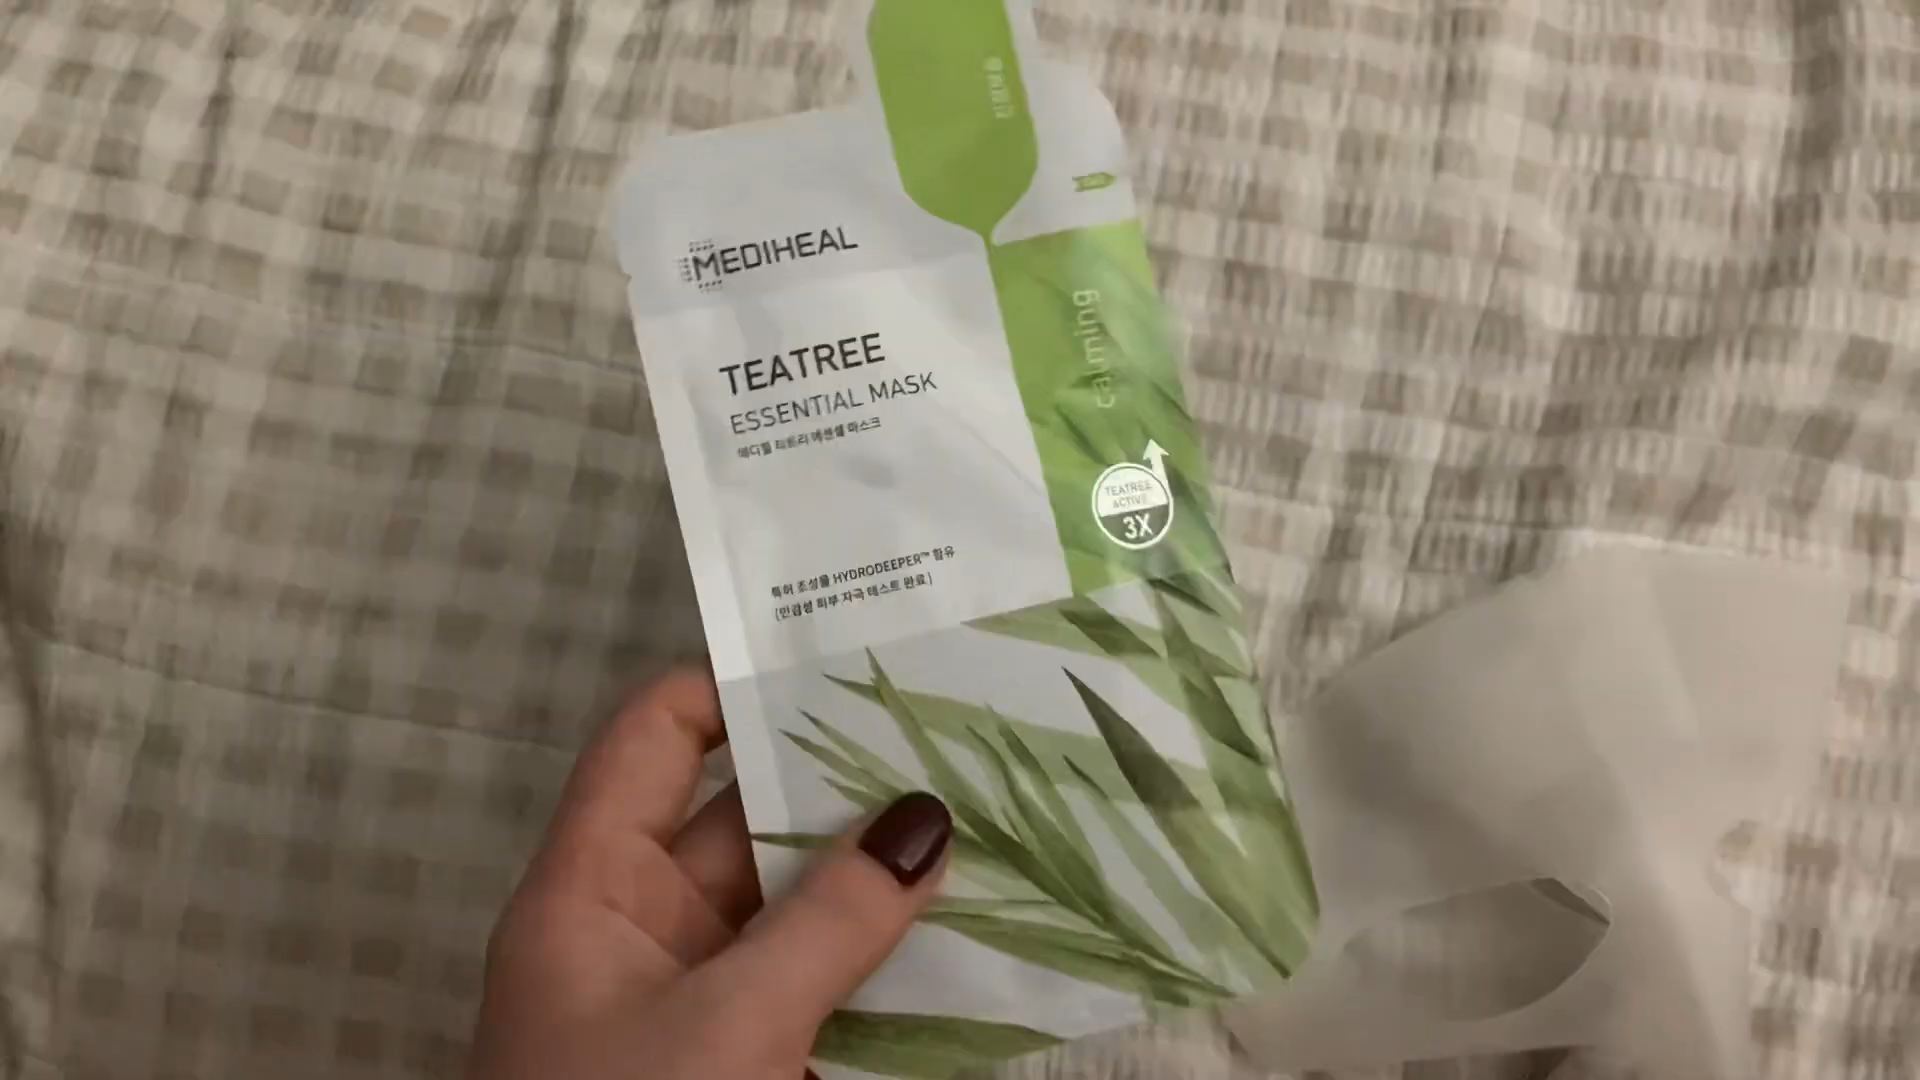 MEDIHEAL
TEATREE
ESSENTIAL MASK
메디힐 티트리 에센셜 마스크
calming
TEATREE
ACTIVE
3X
특허 조성물 HYDRODEEPER™ 함유
(민감성 피부 자극 테스트 완료)